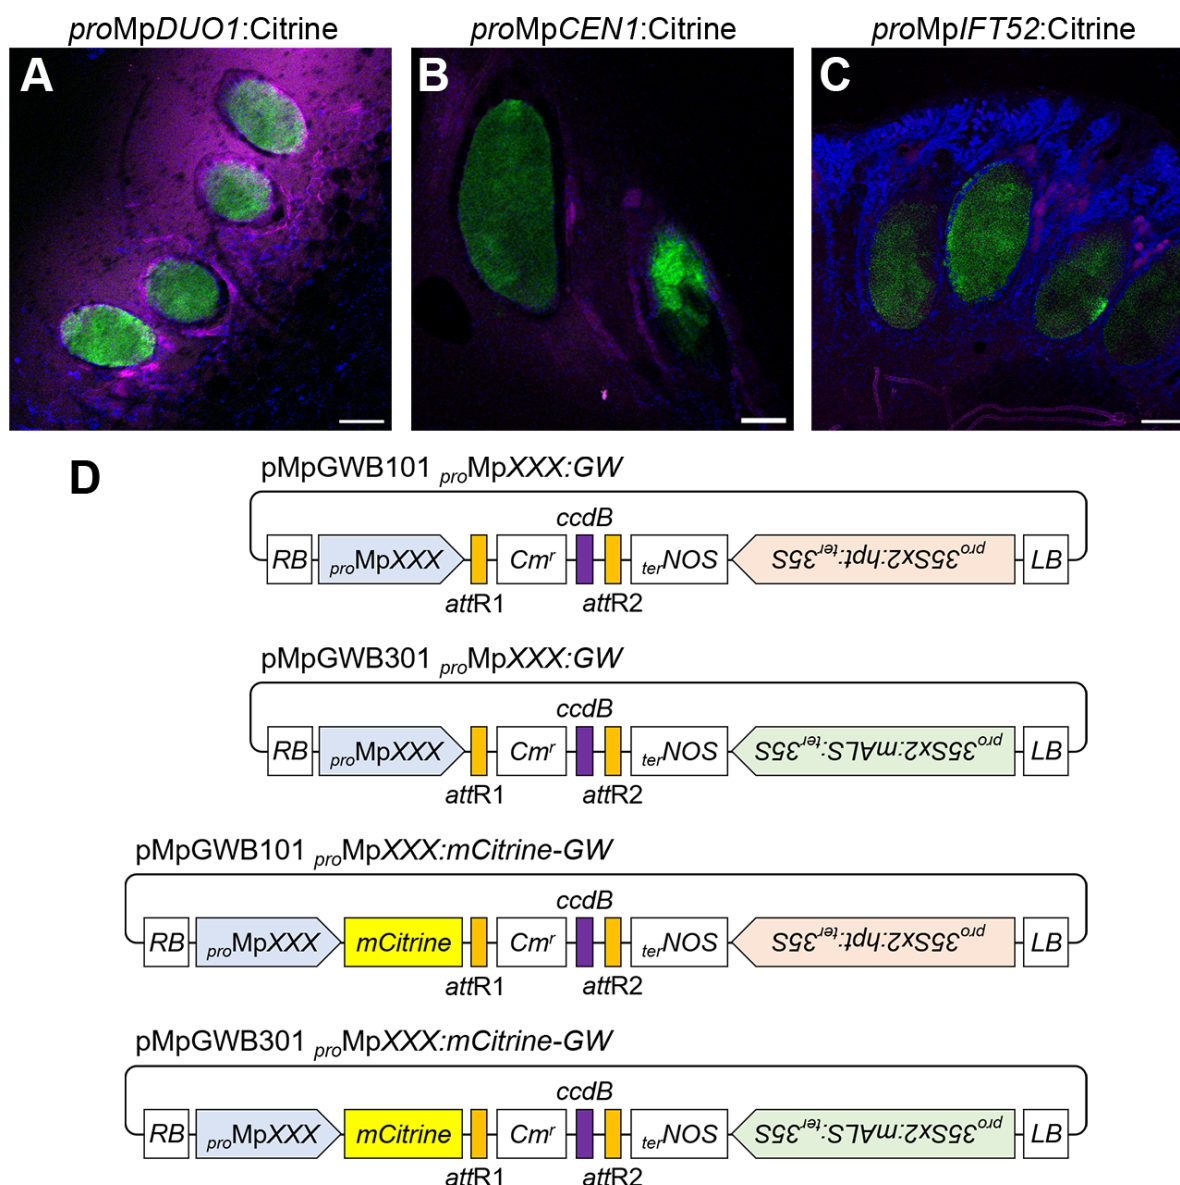 proMpDUO1:Citrine proMpCEN1:Citrine proMpIFT52:Citrine
A B C
D
pMpGWB101 proMpXXX:GW
ccdB
RB proMpXXX Cmr terNOS pro35Sx2:hpt:ter35S LB
attR1 attR2
pMpGWB301 proMpXXX:GW
ccdB
RB proMpXXX Cmr terNOS pro35Sx2:mALS:ter35S LB
attR1 attR2
pMpGWB101 proMpXXX:mCitrine-GW
ccdB
RB proMpXXX mCitrine Cmr terNOS pro35Sx2:hpt:ter35S LB
attR1 attR2
pMpGWB301 proMpXXX:mCitrine-GW
ccdB
RB proMpXXX mCitrine Cmr terNOS pro35Sx2:mALS:ter35S LB
attR1 attR2